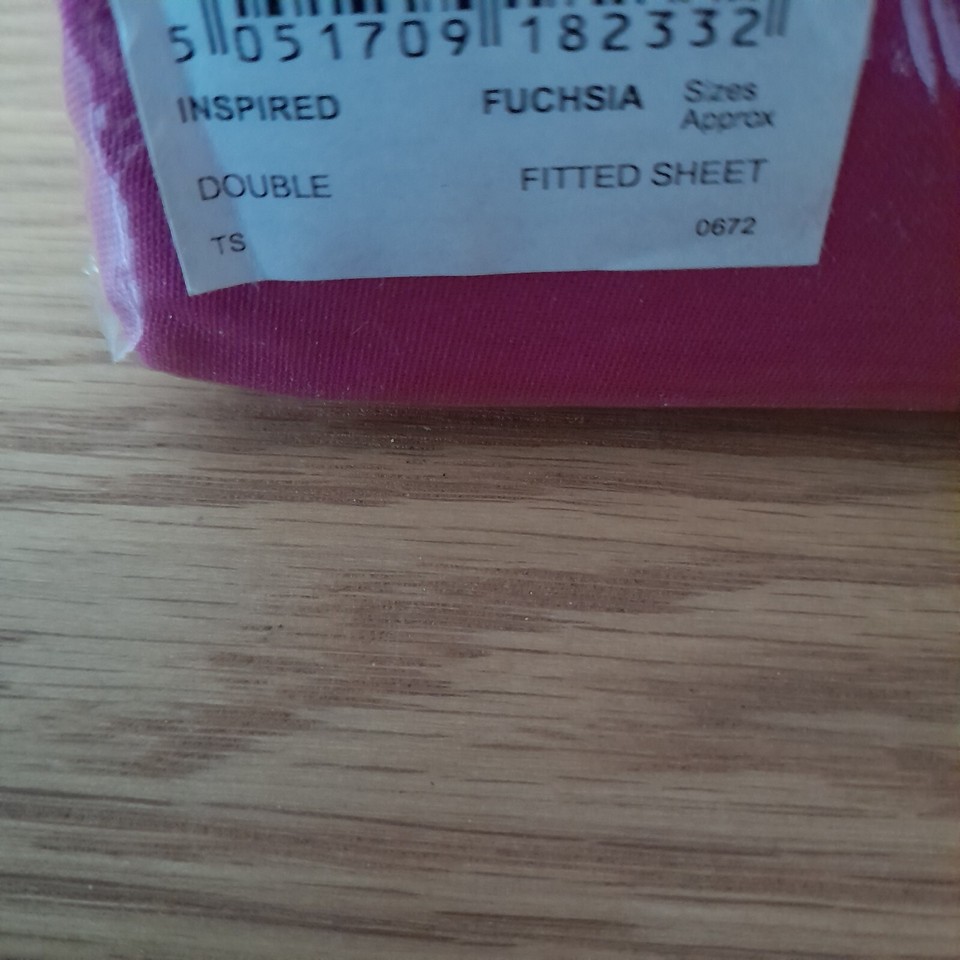 5 051709 182332
INSPIRED FUCHSIA Sizes Approx
DOUBLE FITTED SHEET
TS 0672